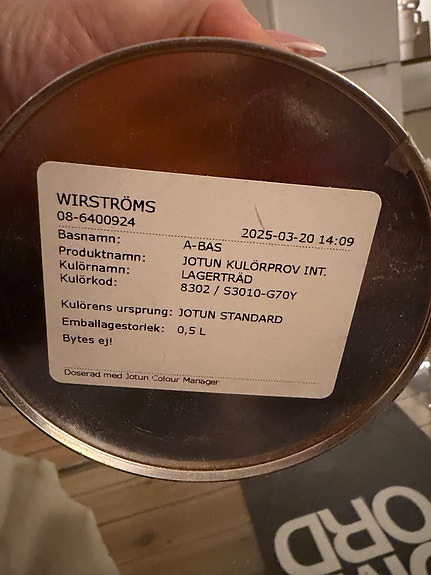 WIRSTRÖMS
08-6400924
2025-03-20 14:09
Basnamn: A-BAS
Produktnamn: JOTUN KULÖRPROV INT.
Kulörnamn: LAGERTRÄD
Kulörkod: 8302 / S3010-G70Y
Kulörens ursprung: JOTUN STANDARD
Emballagestorlek: 0,5 L
Bytes ej!
Doserad med Jotun Colour Manager